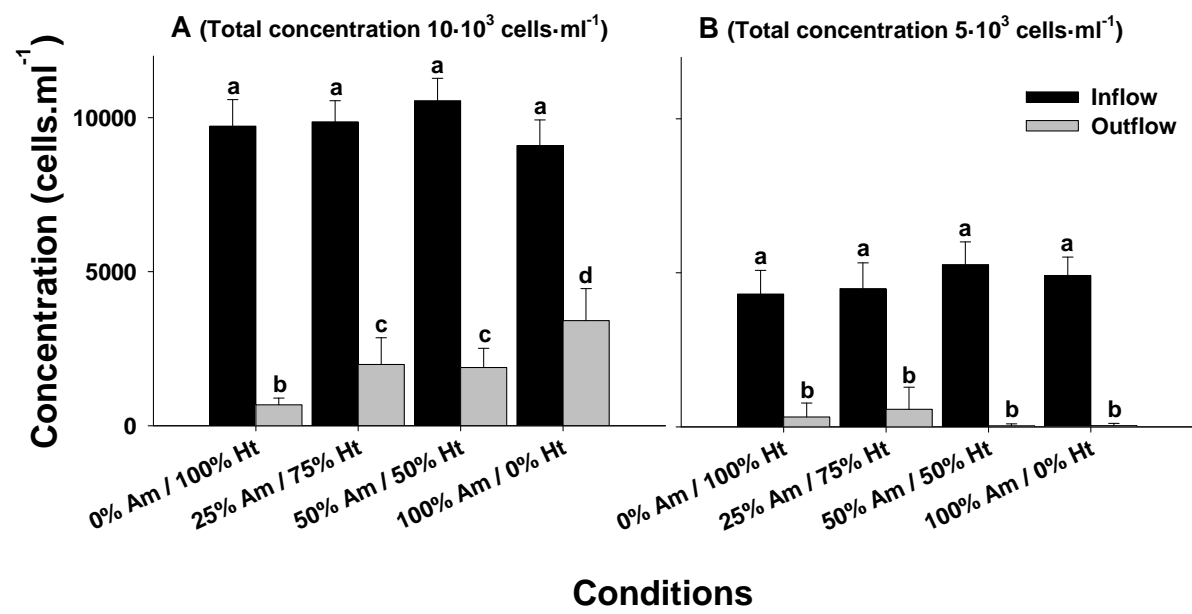 A (Total concentration 10·10³ cells·ml⁻¹)
B (Total concentration 5·10³ cells·ml⁻¹)
Concentration (cells.ml⁻¹)
10000
5000
0
a
a
a
a
b
c
c
d
a
a
a
a
b
b
b
b
Inflow
Outflow
0% Am / 100% Ht
25% Am / 75% Ht
50% Am / 50% Ht
100% Am / 0% Ht
0% Am / 100% Ht
25% Am / 75% Ht
50% Am / 50% Ht
100% Am / 0% Ht
Conditions